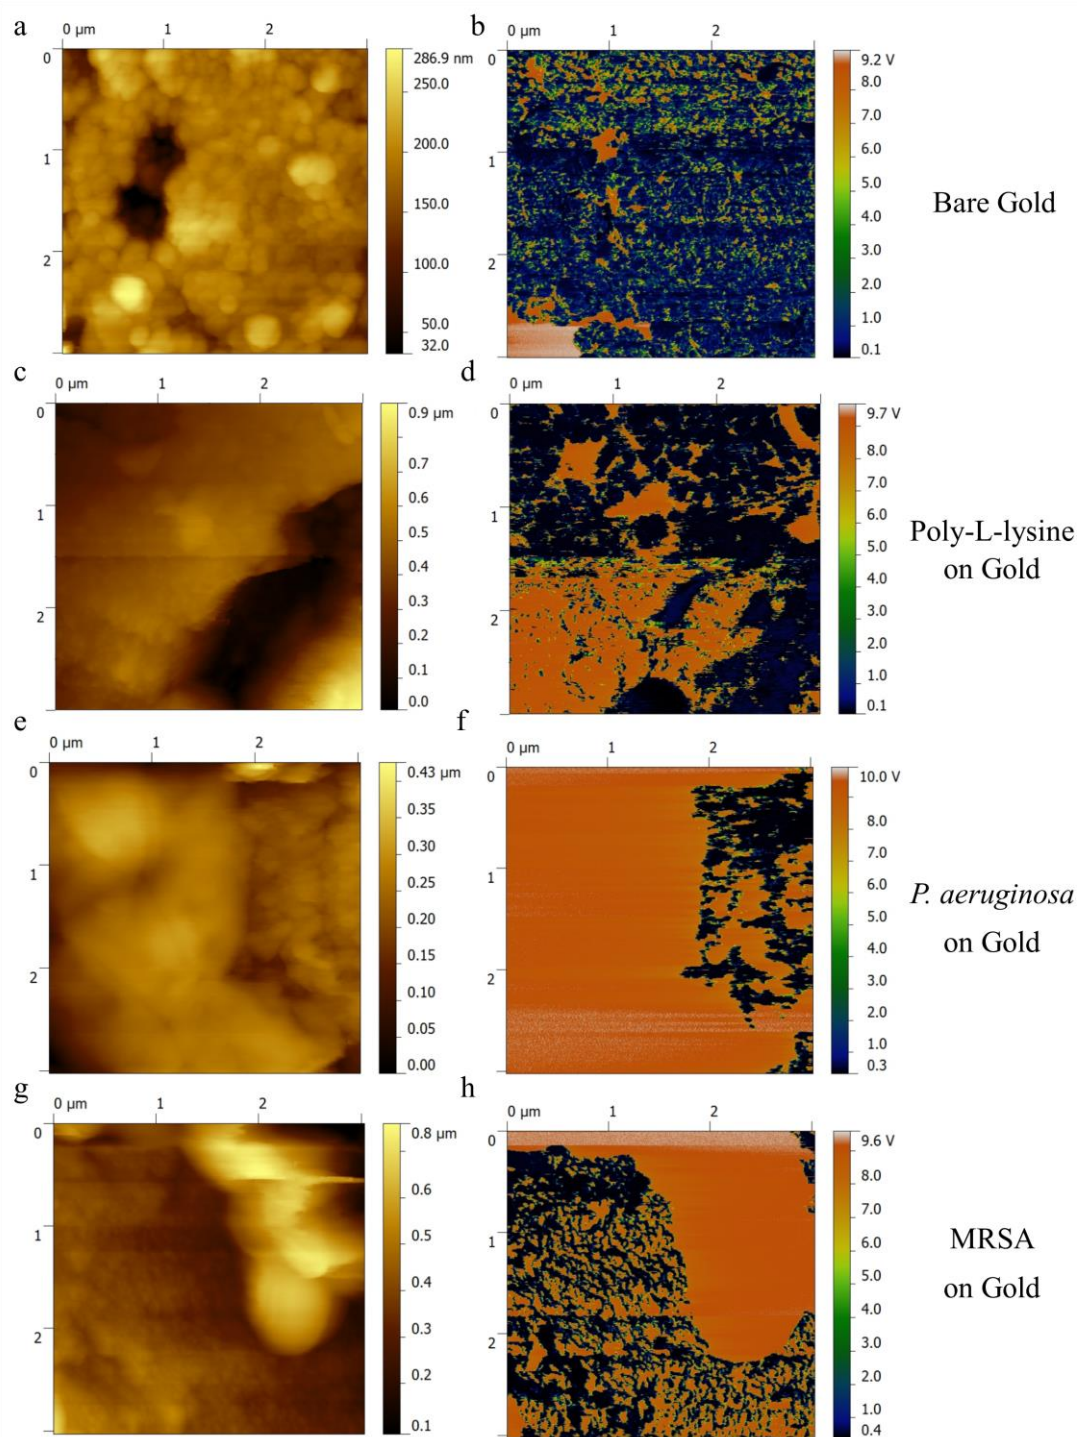 a
0 µm 1 2
0
1
2
286.9 nm
250.0
200.0
150.0
100.0
50.0
32.0
b
0 µm 1 2
0
1
2
9.2 V
8.0
7.0
6.0
5.0
4.0
3.0
2.0
1.0
0.1
Bare Gold
c
0 µm 1 2
0
1
2
0.9 µm
0.7
0.6
0.5
0.4
0.3
0.2
0.1
0.0
d
0 µm 1 2
0
1
2
9.7 V
8.0
7.0
6.0
5.0
4.0
3.0
2.0
1.0
0.1
Poly-L-lysine
on Gold
e
0 µm 1 2
0
1
2
0.43 µm
0.35
0.30
0.25
0.20
0.15
0.10
0.05
0.00
f
0 µm 1 2
0
1
2
10.0 V
8.0
7.0
6.0
5.0
4.0
3.0
2.0
1.0
0.3
P. aeruginosa
on Gold
g
0 µm 1 2
0
1
2
0.8 µm
0.6
0.5
0.4
0.3
0.2
0.1
h
0 µm 1 2
0
1
2
9.6 V
8.0
7.0
6.0
5.0
4.0
3.0
2.0
1.0
0.4
MRSA
on Gold